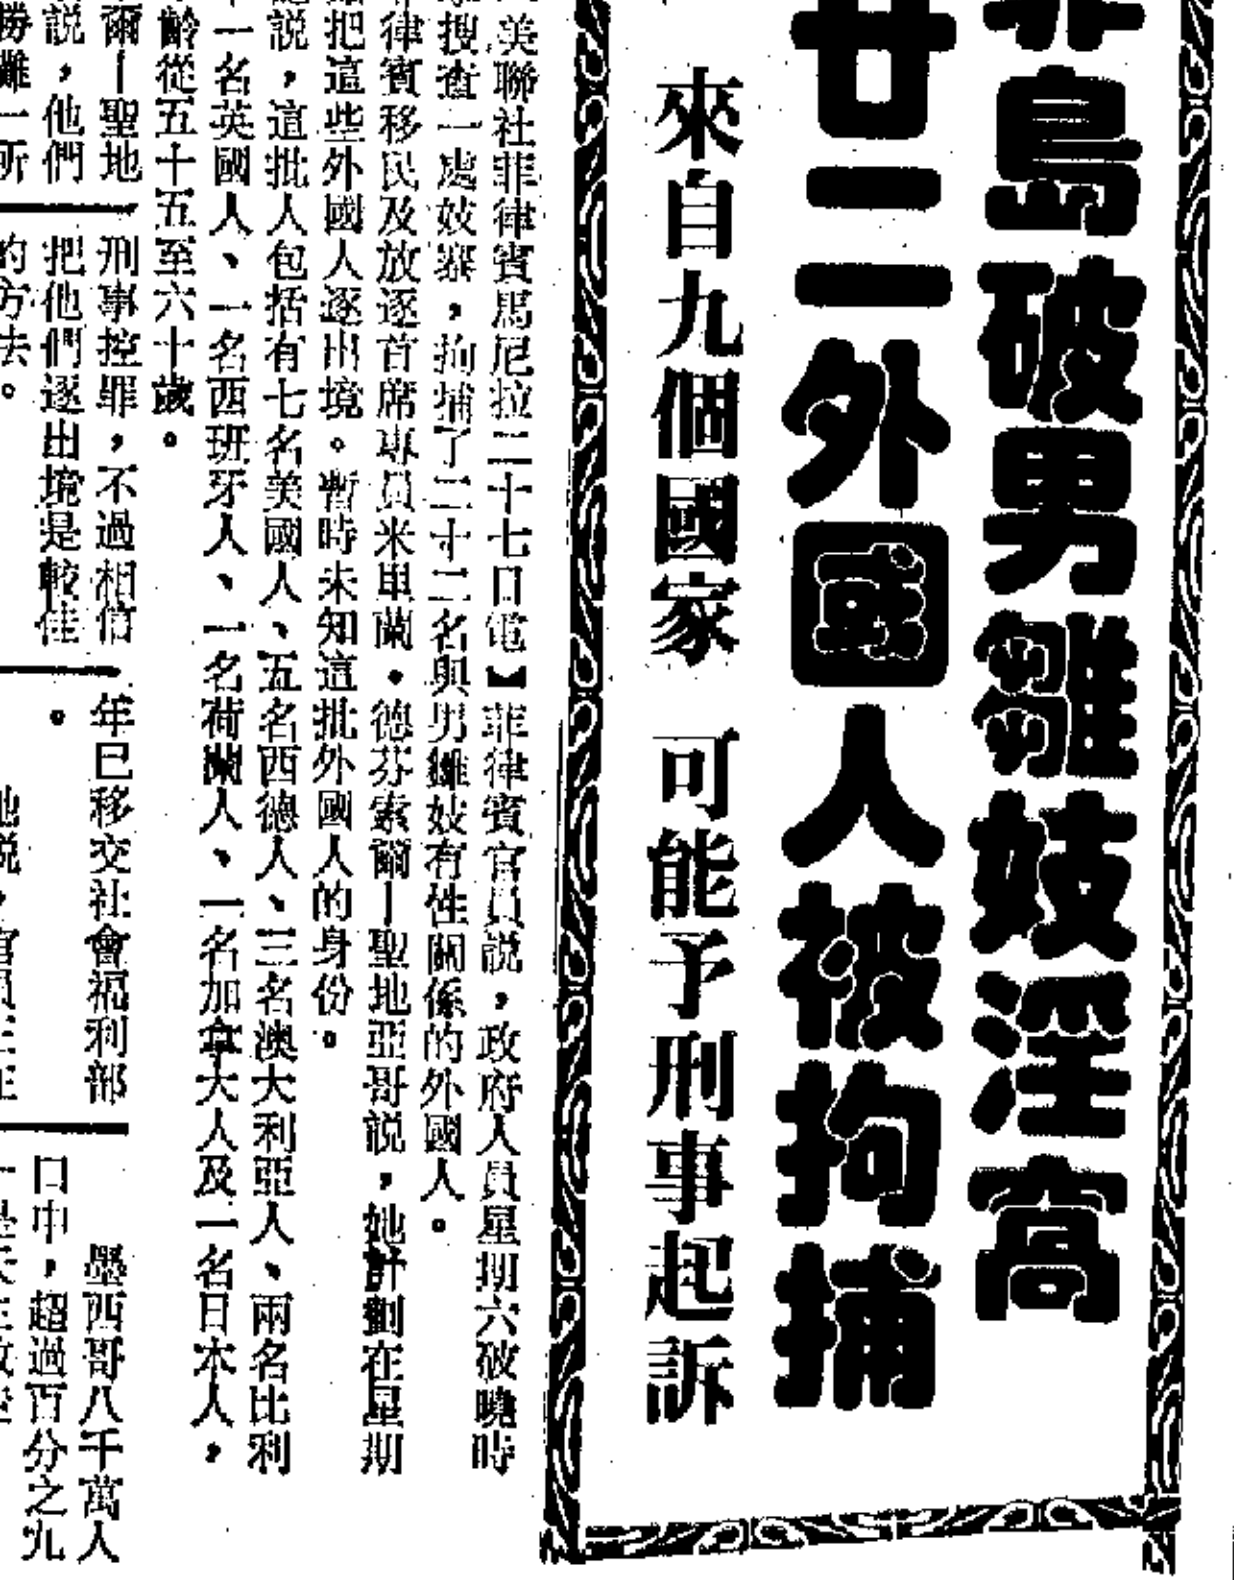 菲島破男雛妓淫窩
廿二外國人被拘捕
來自九個國家 可能予刑事起訴
美聯社菲律賓馬尼拉二十七日電】菲律賓官員說，政府人員星期六破曉時
搜查一處妓寨，拘捕了二十二名與男雛妓有性關係的外國人。
律賓移民及放逐首席專員米里蘭·德芬索爾—聖地亞哥說，她計劃在星期
把這些外國人逐出境。暫時未知這批外國人的身份。
說，這批人包括有七名美國人、五名西德人、三名澳大利亞人、兩名比利
一名英國人、一名西班牙人、一名荷蘭人、一名加拿大人及一名日本人，
齡從五十五至六十歲。
爾—聖地
說，他們
勝難一所
刑事控罪，不過相信
把他們逐出境是較佳
的方法。
年已移交社會福利部
。
墨西哥八千萬人
口中，超過百分之九